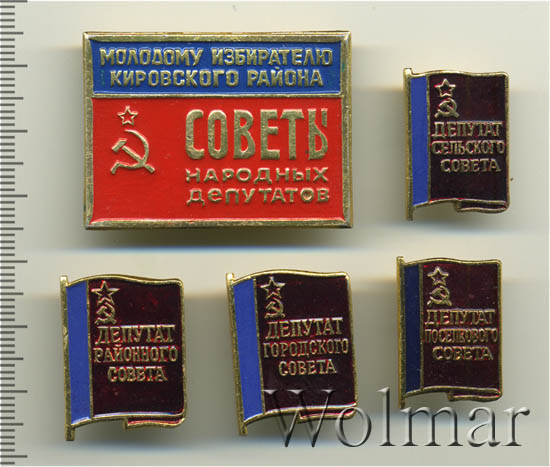 МОЛОДОМУ ИЗБИРАТЕЛЮ
КИРОВСКОГО РАЙОНА
СОВЕТЫ
НАРОДНЫХ
ДЕПУТАТОВ
ДЕПУТАТ
СЕЛЬСКОГО
СОВЕТА
ДЕПУТАТ
РАЙОННОГО
СОВЕТА
ДЕПУТАТ
ГОРОДСКОГО
СОВЕТА
ДЕПУТАТ
ПОСЕЛКОВОГО
СОВЕТА
Wolmar